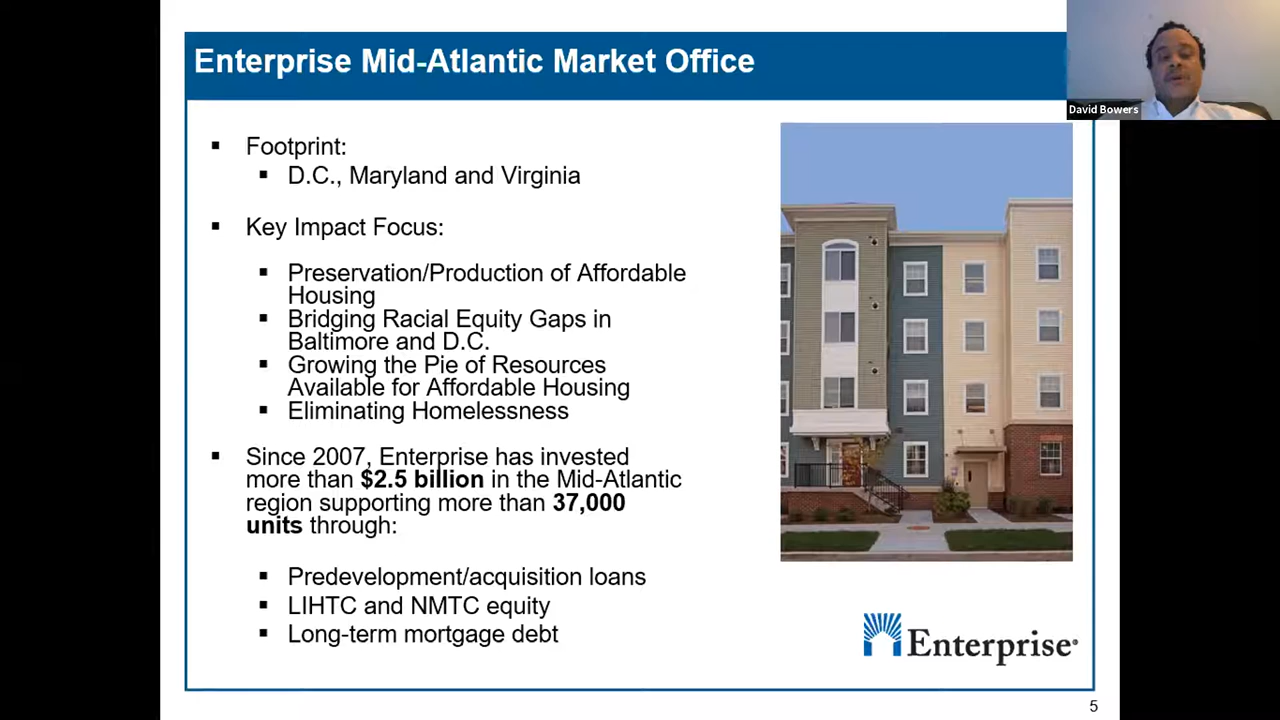 Enterprise Mid-Atlantic Market Office
David Bowers
▪ Footprint:
▪ D.C., Maryland and Virginia
▪ Key Impact Focus:
▪ Preservation/Production of Affordable
Housing
▪ Bridging Racial Equity Gaps in
Baltimore and D.C.
▪ Growing the Pie of Resources
Available for Affordable Housing
▪ Eliminating Homelessness
▪ Since 2007, Enterprise has invested
more than $2.5 billion in the Mid-Atlantic
region supporting more than 37,000
units through:
▪ Predevelopment/acquisition loans
▪ LIHTC and NMTC equity
▪ Long-term mortgage debt
Enterprise®
5